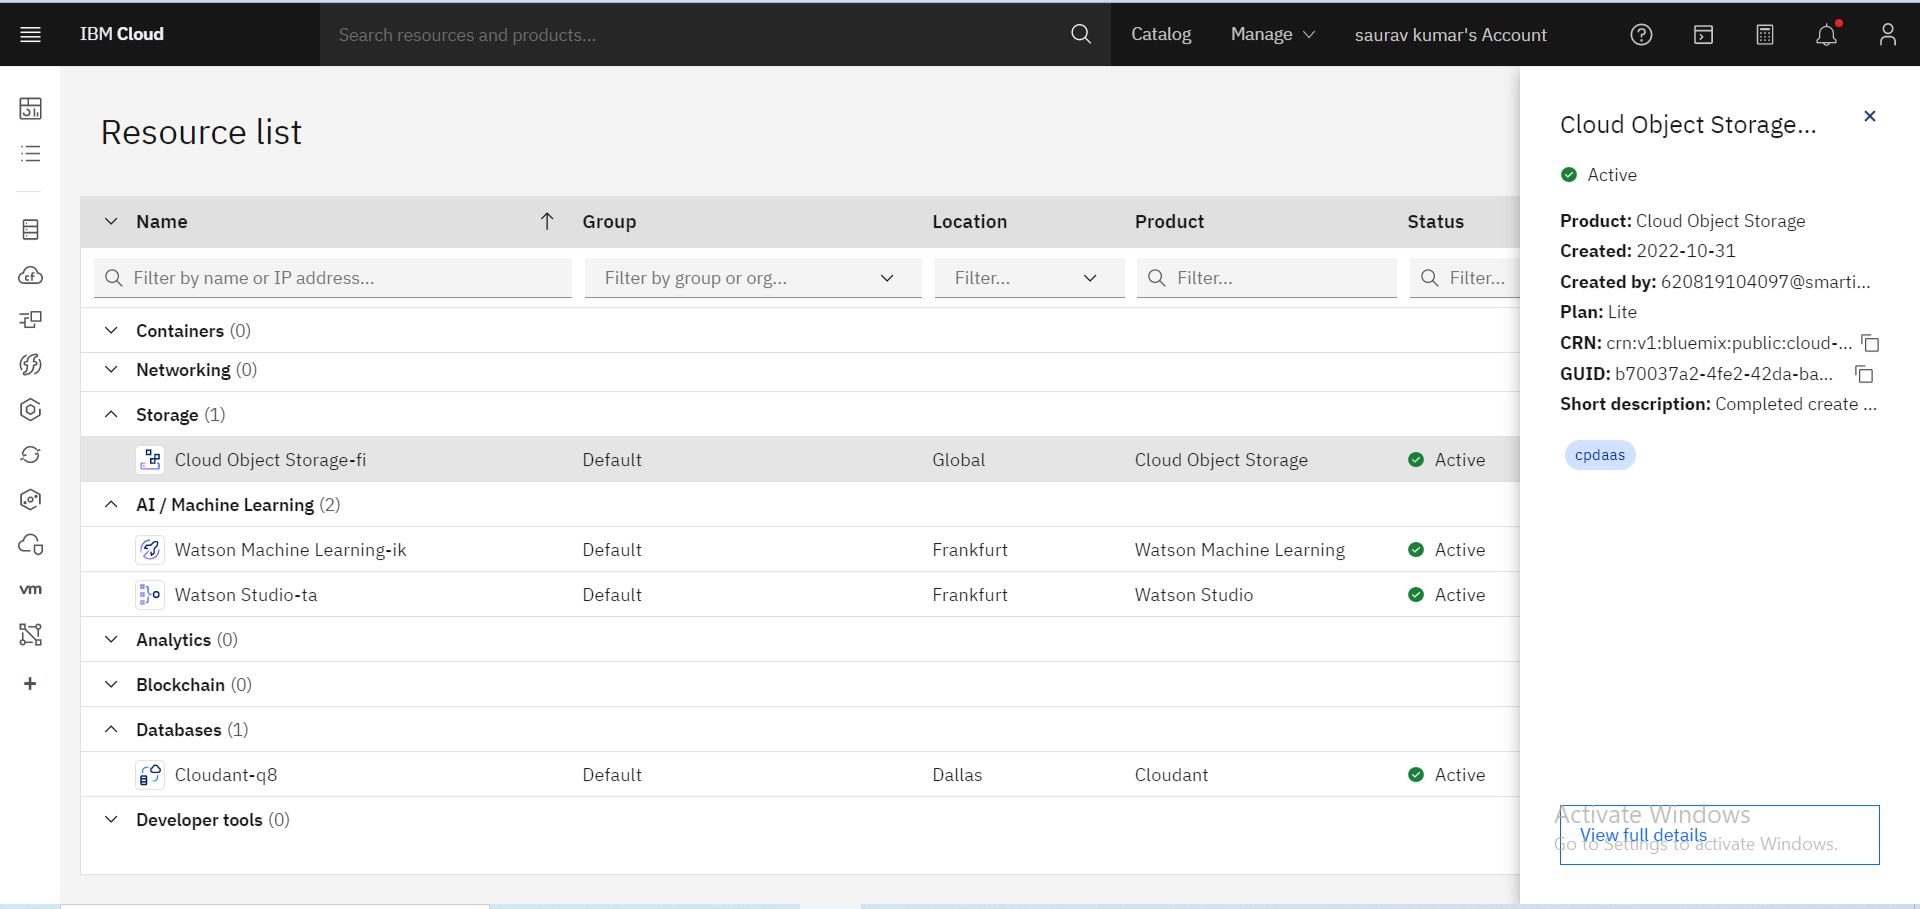 IBM Cloud
Search resources and products...
Catalog
Manage
saurav kumar's Account
Resource list
Name
Group
Location
Product
Status
Filter by name or IP address...
Filter by group or org...
Filter...
Filter...
Filter...
Containers (0)
Networking (0)
Storage (1)
Cloud Object Storage-fi Default Global Cloud Object Storage Active
AI / Machine Learning (2)
Watson Machine Learning-ik Default Frankfurt Watson Machine Learning Active
Watson Studio-ta Default Frankfurt Watson Studio Active
Analytics (0)
Blockchain (0)
Databases (1)
Cloudant-q8 Default Dallas Cloudant Active
Developer tools (0)
cf
vm
Cloud Object Storage...
Active
Product: Cloud Object Storage
Created: 2022-10-31
Created by: 620819104097@smarti...
Plan: Lite
CRN: crn:v1:bluemix:public:cloud-...
GUID: b70037a2-4fe2-42da-ba...
Short description: Completed create ...
cpdaas
Activate Windows
View full details
Go to Settings to activate Windows.